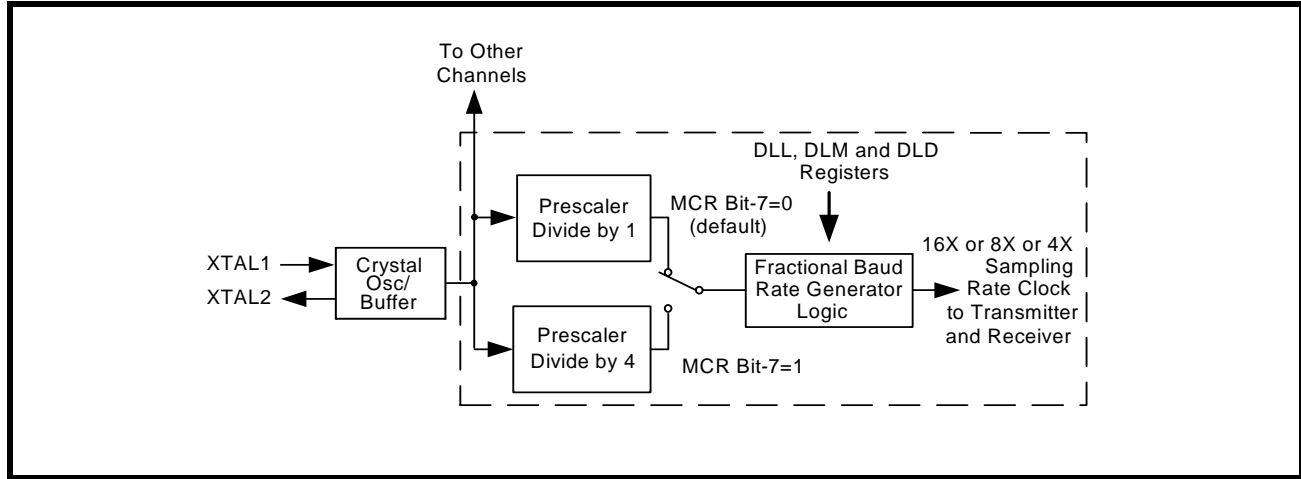 To Other
Channels
DLL, DLM and DLD
Registers
Prescaler
Divide by 1
MCR Bit-7=0
(default)
XTAL1
XTAL2
Crystal
Osc/
Buffer
Fractional Baud
Rate Generator
Logic
16X or 8X or 4X
Sampling
Rate Clock
to Transmitter
and Receiver
Prescaler
Divide by 4
MCR Bit-7=1